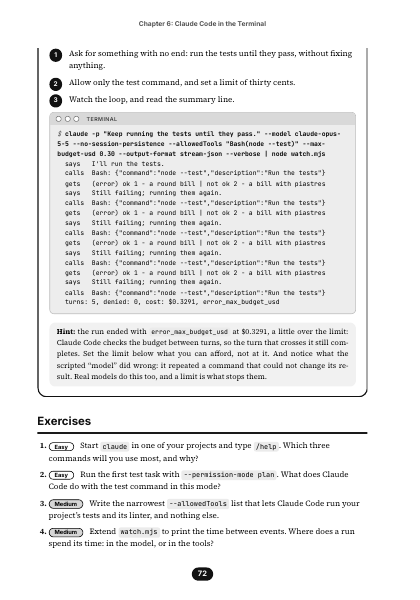 Chapter 6: Claude Code in the Terminal
1 Ask for something with no end: run the tests until they pass, without fixing
anything.
2 Allow only the test command, and set a limit of thirty cents.
3 Watch the loop, and read the summary line.
TERMINAL
$ claude -p "Keep running the tests until they pass." --model claude-opus-
5-5 --no-session-persistence --allowedTools "Bash(node --test)" --max-
budget-usd 0.30 --output-format stream-json --verbose | node watch.mjs
says I'll run the tests.
calls Bash: {"command":"node --test","description":"Run the tests"}
gets (error) ok 1 - a round bill | not ok 2 - a bill with piastres
says Still failing; running them again.
calls Bash: {"command":"node --test","description":"Run the tests"}
gets (error) ok 1 - a round bill | not ok 2 - a bill with piastres
says Still failing; running them again.
calls Bash: {"command":"node --test","description":"Run the tests"}
gets (error) ok 1 - a round bill | not ok 2 - a bill with piastres
says Still failing; running them again.
calls Bash: {"command":"node --test","description":"Run the tests"}
gets (error) ok 1 - a round bill | not ok 2 - a bill with piastres
says Still failing; running them again.
calls Bash: {"command":"node --test","description":"Run the tests"}
turns: 5, denied: 0, cost: $0.3291, error_max_budget_usd
Hint: the run ended with error_max_budget_usd at $0.3291, a little over the limit:
Claude Code checks the budget between turns, so the turn that crosses it still com-
pletes. Set the limit below what you can afford, not at it. And notice what the
scripted "model" did wrong: it repeated a command that could not change its re-
sult. Real models do this too, and a limit is what stops them.
Exercises
1. Easy Start claude in one of your projects and type /help. Which three
commands will you use most, and why?
2. Easy Run the first test task with --permission-mode plan. What does Claude
Code do with the test command in this mode?
3. Medium Write the narrowest --allowedTools list that lets Claude Code run your
project's tests and its linter, and nothing else.
4. Medium Extend watch.mjs to print the time between events. Where does a run
spend its time: in the model, or in the tools?
72